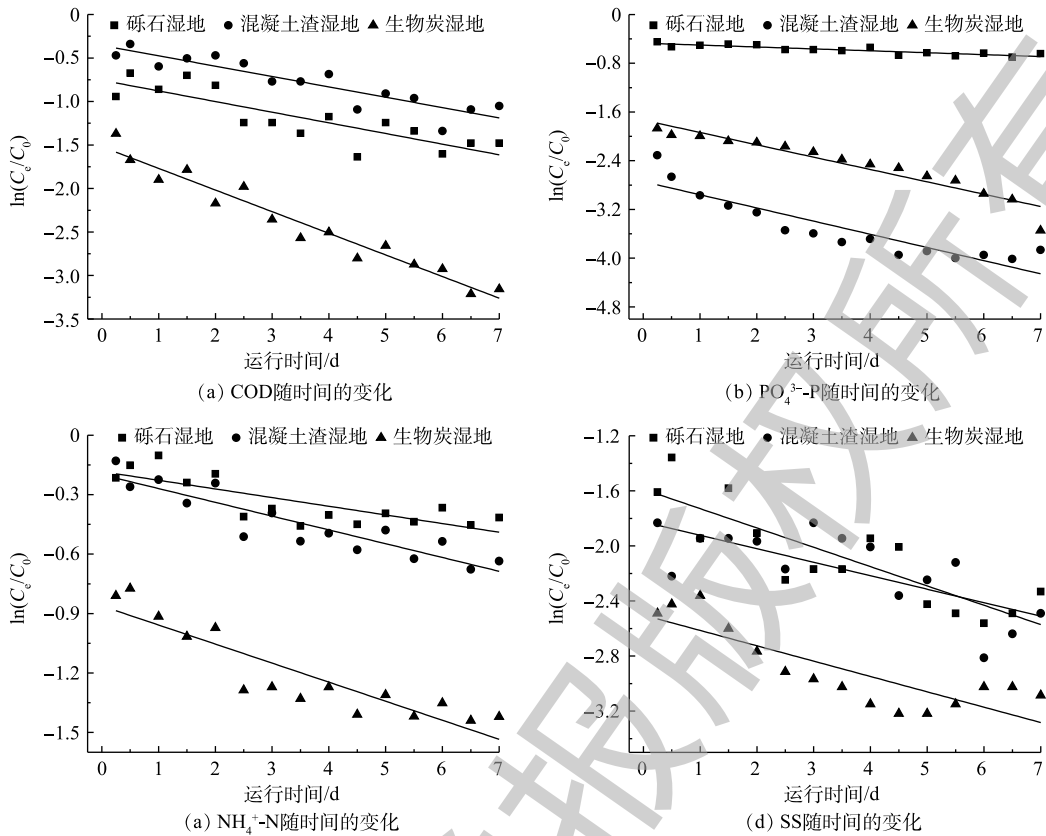 ■ 砾石湿地 ● 混凝土渣湿地 ▲ 生物炭湿地
0
−0.5
−1.0
−1.5
−2.0
−2.5
−3.0
−3.5
ln(Cₑ/C₀)
0 1 2 3 4 5 6 7
运行时间/d
(a) COD随时间的变化
■ 砾石湿地 ● 混凝土渣湿地 ▲ 生物炭湿地
0
−0.8
−1.6
−2.4
−3.2
−4.0
−4.8
ln(Cₑ/C₀)
0 1 2 3 4 5 6 7
运行时间/d
(b) PO₄³⁻-P随时间的变化
■ 砾石湿地 ● 混凝土渣湿地 ▲ 生物炭湿地
0
−0.3
−0.6
−0.9
−1.2
−1.5
ln(Cₑ/C₀)
0 1 2 3 4 5 6 7
运行时间/d
(a) NH₄⁺-N随时间的变化
■ 砾石湿地 ● 混凝土渣湿地 ▲ 生物炭湿地
−1.2
−1.6
−2.0
−2.4
−2.8
−3.2
ln(Cₑ/C₀)
0 1 2 3 4 5 6 7
运行时间/d
(d) SS随时间的变化
报版权所有